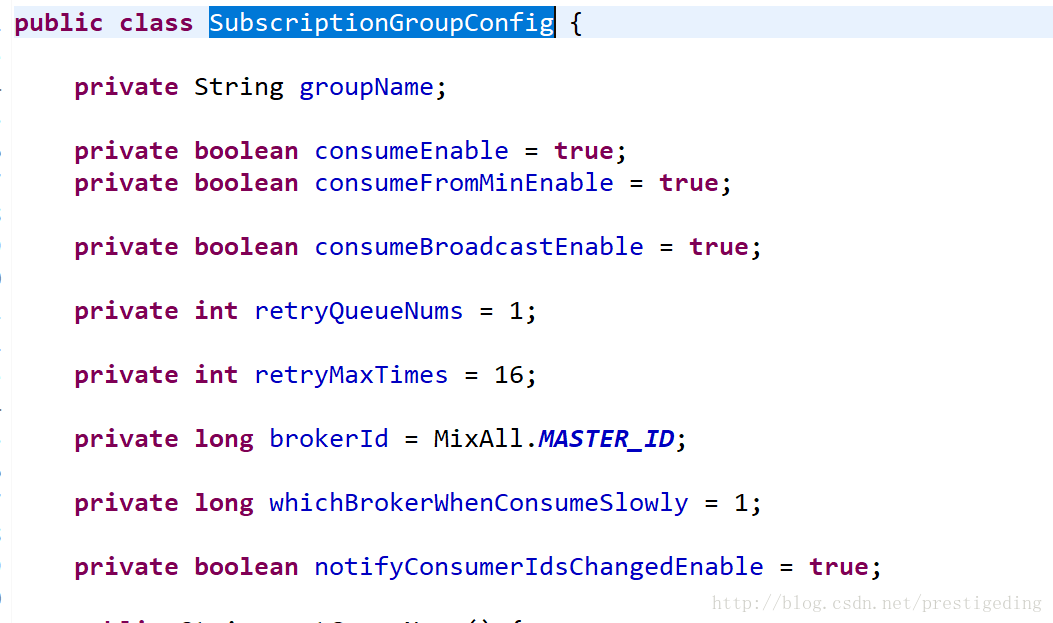 public class SubscriptionGroupConfig {
private String groupName;
private boolean consumeEnable = true;
private boolean consumeFromMinEnable = true;
private boolean consumeBroadcastEnable = true;
private int retryQueueNums = 1;
private int retryMaxTimes = 16;
private long brokerId = MixAll.MASTER_ID;
private long whichBrokerWhenConsumeSlowly = 1;
private boolean notifyConsumerIdsChangedEnable = true;
http://blog.csdn.net/prestigeding